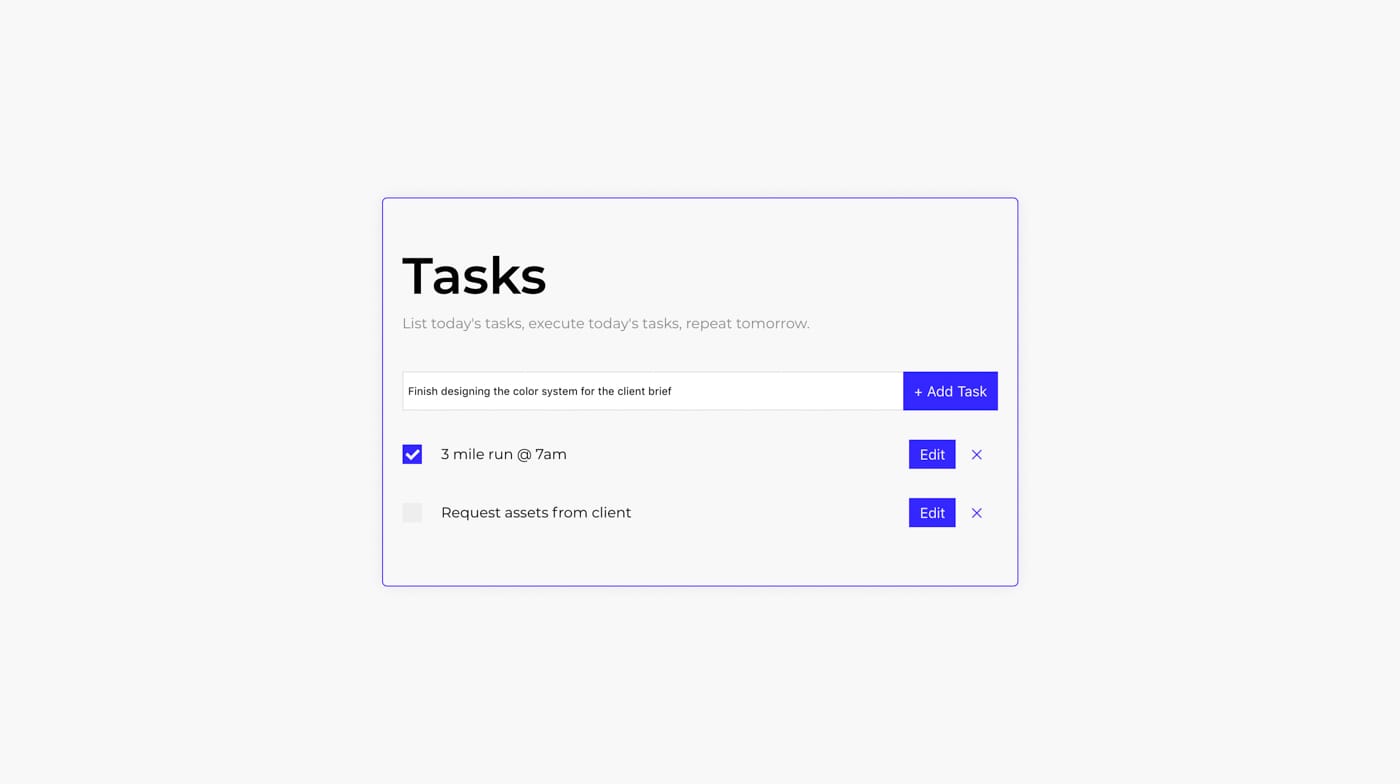 Tasks
List today's tasks, execute today's tasks, repeat tomorrow.
Finish designing the color system for the client brief
+ Add Task
3 mile run @ 7am
Edit
Request assets from client
Edit